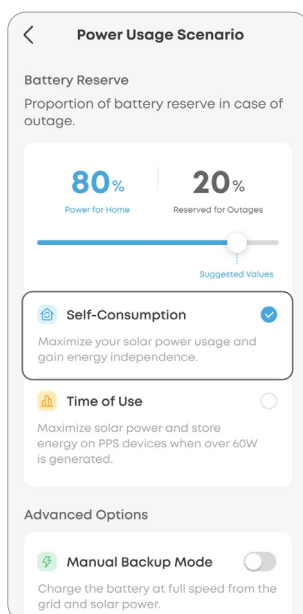 Power Usage Scenario
Battery Reserve
Proportion of battery reserve in case of
outage.
80% 20%
Power for Home Reserved for Outages
Suggested Values
Self-Consumption
Maximize your solar power usage and
gain energy independence.
Time of Use
Maximize solar power and store
energy on PPS devices when over 60W
is generated.
Advanced Options
Manual Backup Mode
Charge the battery at full speed from the
grid and solar power.